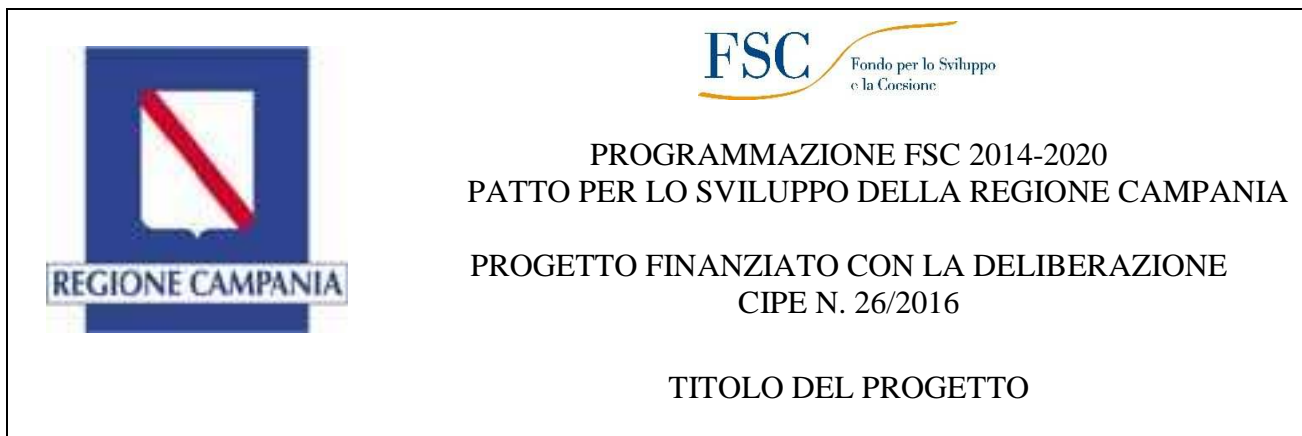 FSC
Fondo per lo Sviluppo
e la Coesione
PROGRAMMAZIONE FSC 2014-2020
PATTO PER LO SVILUPPO DELLA REGIONE CAMPANIA
PROGETTO FINANZIATO CON LA DELIBERAZIONE
CIPE N. 26/2016
TITOLO DEL PROGETTO
REGIONE CAMPANIA